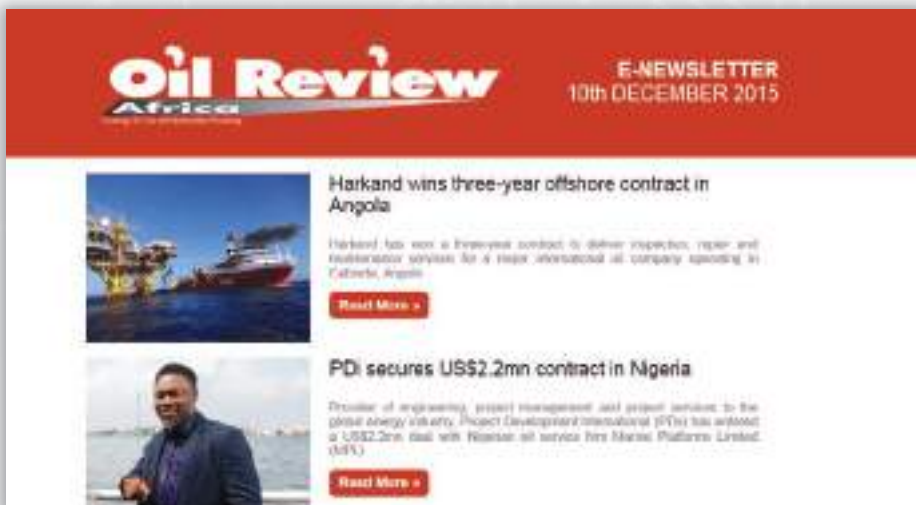 Oil Review
Africa
E-NEWSLETTER
10th DECEMBER 2015
Harkand wins three-year offshore contract in
Angola
Harkand has won a three-year contract to deliver inspection, repair and
maintenance services for a major international oil company operating in
Cabinda, Angola
Read More »
PDi secures US$2.2mn contract in Nigeria
Provider of engineering, project management and project services to the
global energy industry, Project Development International (PDi) has entered
a US$2.2mn deal with Nigerian oil service firm Marine Platforms Limited
(MPL)
Read More »